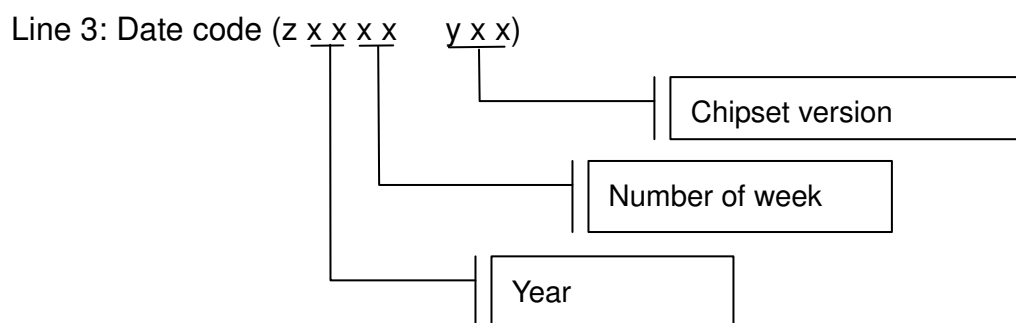 Line 3: Date code (z x x x x y x x)
Chipset version
Number of week
Year